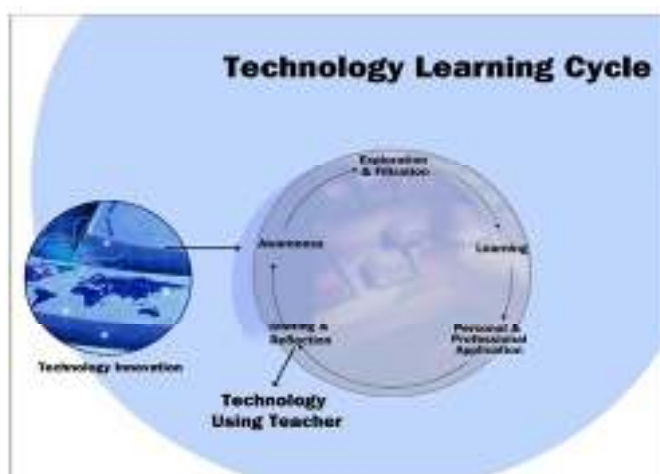 Technology Learning Cycle
Exploration
& Filtration
Awareness
Learning
Sharing &
Reflection
Personal &
Professional
Application
Technology Innovation
Technology
Using Teacher